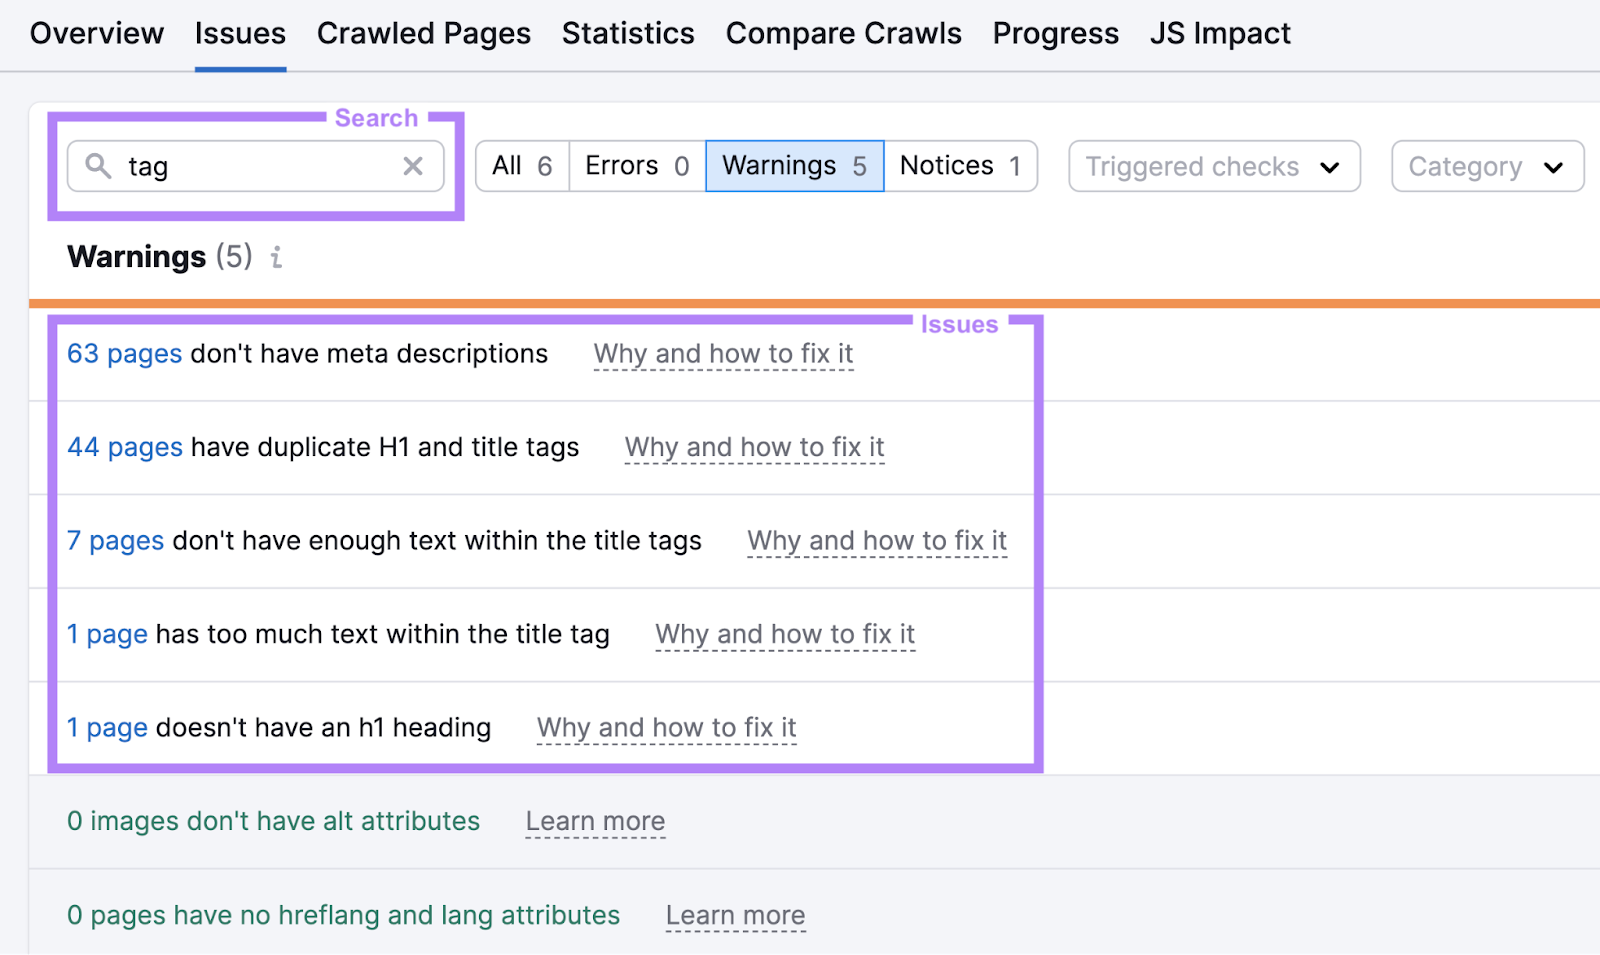 Overview Issues Crawled Pages Statistics Compare Crawls Progress JS Impact
Search
tag All 6 Errors 0 Warnings 5 Notices 1 Triggered checks Category
Warnings (5) i
Issues
63 pages don't have meta descriptions Why and how to fix it
44 pages have duplicate H1 and title tags Why and how to fix it
7 pages don't have enough text within the title tags Why and how to fix it
1 page has too much text within the title tag Why and how to fix it
1 page doesn't have an h1 heading Why and how to fix it
0 images don't have alt attributes Learn more
0 pages have no hreflang and lang attributes Learn more